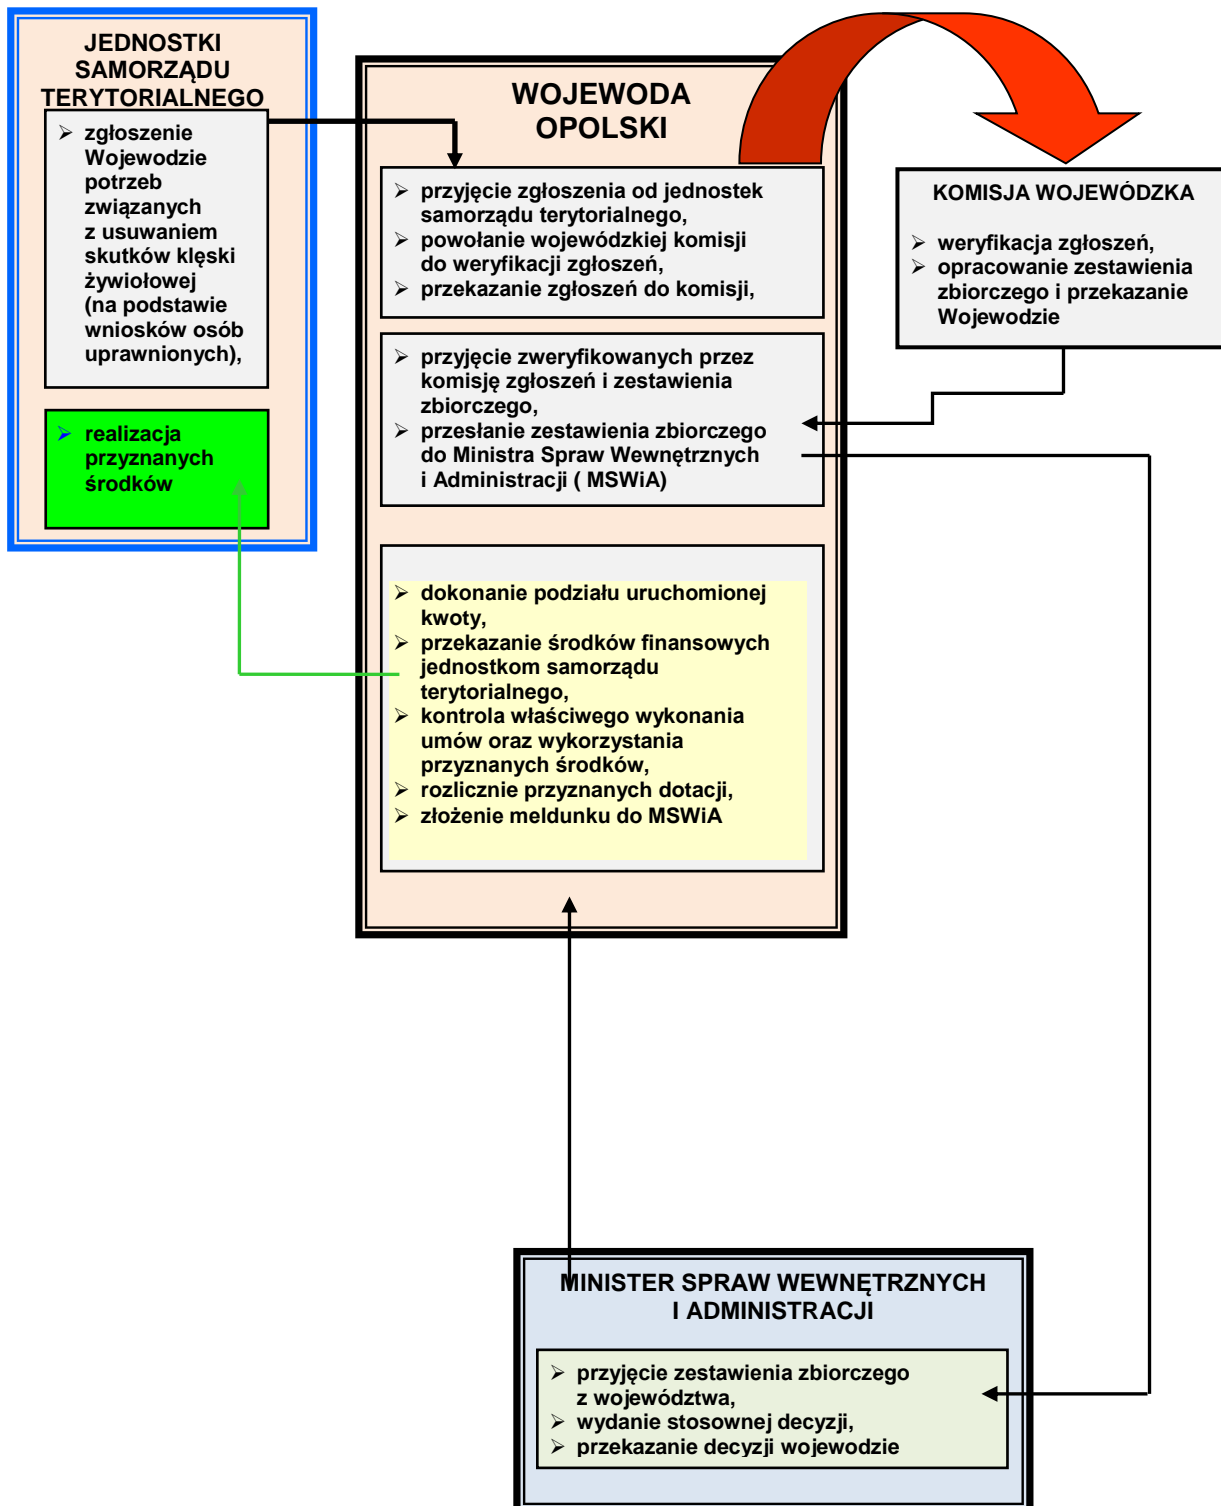 JEDNOSTKI
SAMORZĄDU
TERYTORIALNEGO
➢ zgłoszenie
Wojewodzie
potrzeb
związanych
z usuwaniem
skutków klęski
żywiołowej
(na podstawie
wniosków osób
uprawnionych),
➢ realizacja
przyznanych
środków
WOJEWODA
OPOLSKI
➢ przyjęcie zgłoszenia od jednostek
samorządu terytorialnego,
➢ powołanie wojewódzkiej komisji
do weryfikacji zgłoszeń,
➢ przekazanie zgłoszeń do komisji,
➢ przyjęcie zweryfikowanych przez
komisję zgłoszeń i zestawienia
zbiorczego,
➢ przesłanie zestawienia zbiorczego
do Ministra Spraw Wewnętrznych
i Administracji ( MSWiA)
➢ dokonanie podziału uruchomionej
kwoty,
➢ przekazanie środków finansowych
jednostkom samorządu
terytorialnego,
➢ kontrola właściwego wykonania
umów oraz wykorzystania
przyznanych środków,
➢ rozlicznie przyznanych dotacji,
➢ złożenie meldunku do MSWiA
KOMISJA WOJEWÓDZKA
➢ weryfikacja zgłoszeń,
➢ opracowanie zestawienia
zbiorczego i przekazanie
Wojewodzie
MINISTER SPRAW WEWNĘTRZNYCH
I ADMINISTRACJI
➢ przyjęcie zestawienia zbiorczego
z województwa,
➢ wydanie stosownej decyzji,
➢ przekazanie decyzji wojewodzie